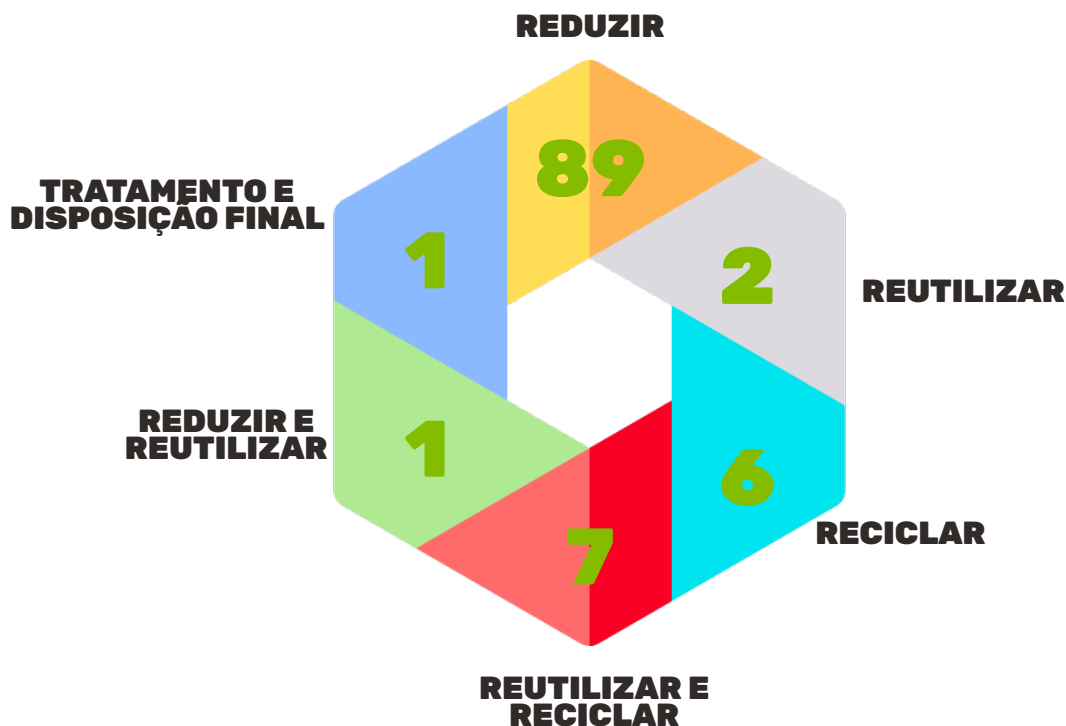 REDUZIR
89
TRATAMENTO E
DISPOSIÇÃO FINAL
1
2
REUTILIZAR
REDUZIR E
REUTILIZAR
1
6
RECICLAR
7
REUTILIZAR E
RECICLAR